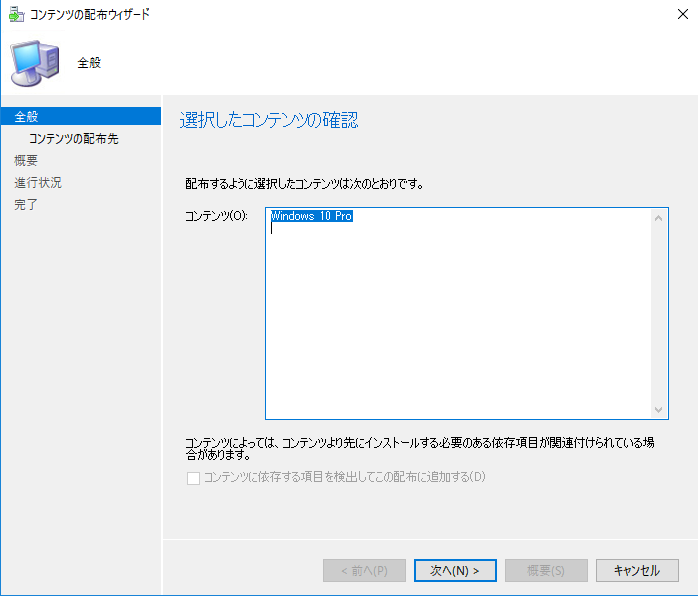 コンテンツの配布ウィザード
全般
全般
コンテンツの配布先
概要
進行状況
完了
選択したコンテンツの確認
配布するように選択したコンテンツは次のとおりです。
コンテンツ(O):
Windows 10 Pro
コンテンツによっては、コンテンツより先にインストールする必要のある依存項目が関連付けられている場
合があります。
コンテンツに依存する項目を検出してこの配布に追加する(D)
< 前へ(P)
次へ(N) >
概要(S)
キャンセル